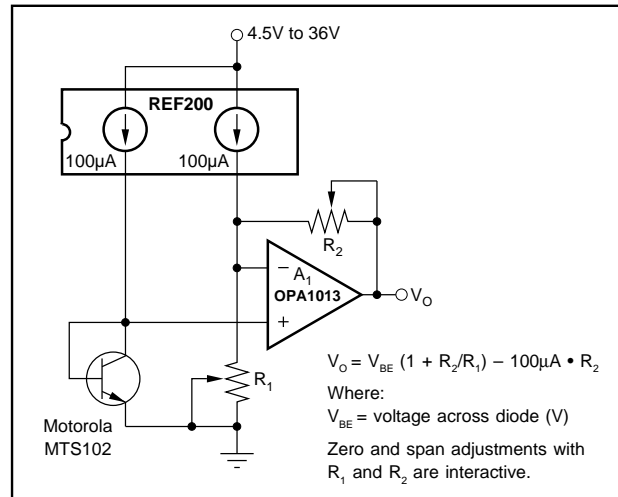 4.5V to 36V
REF200
100µA
100µA
R2
– A1
OPA1013
+
VO
R1
Motorola
MTS102
VO = VBE (1 + R2/R1) – 100µA • R2
Where:
VBE = voltage across diode (V)
Zero and span adjustments with
R1 and R2 are interactive.